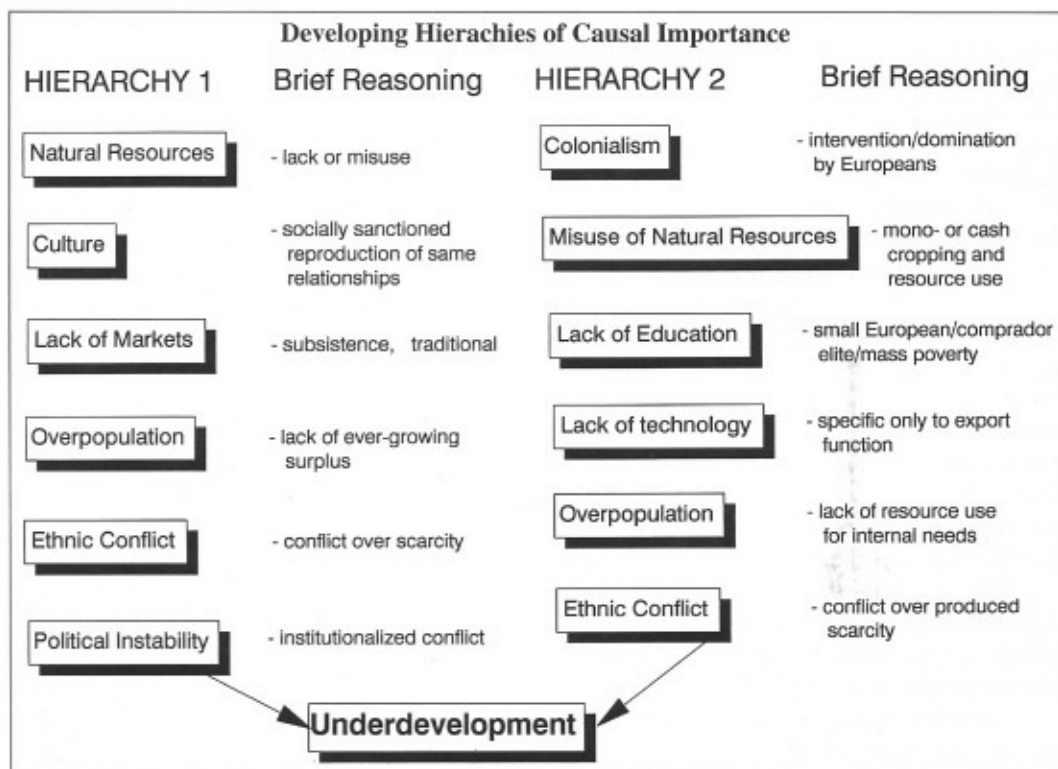 Developing Hierachies of Causal Importance
HIERARCHY 1
Brief Reasoning
Natural Resources
- lack or misuse
Culture
- socially sanctioned
reproduction of same
relationships
Lack of Markets
- subsistence, traditional
Overpopulation
- lack of ever-growing
surplus
Ethnic Conflict
- conflict over scarcity
Political Instability
- institutionalized conflict
HIERARCHY 2
Brief Reasoning
Colonialism
- intervention/domination
by Europeans
Misuse of Natural Resources
- mono- or cash
cropping and
resource use
Lack of Education
- small European/comprador
elite/mass poverty
Lack of technology
- specific only to export
function
Overpopulation
- lack of resource use
for internal needs
Ethnic Conflict
- conflict over produced
scarcity
Underdevelopment